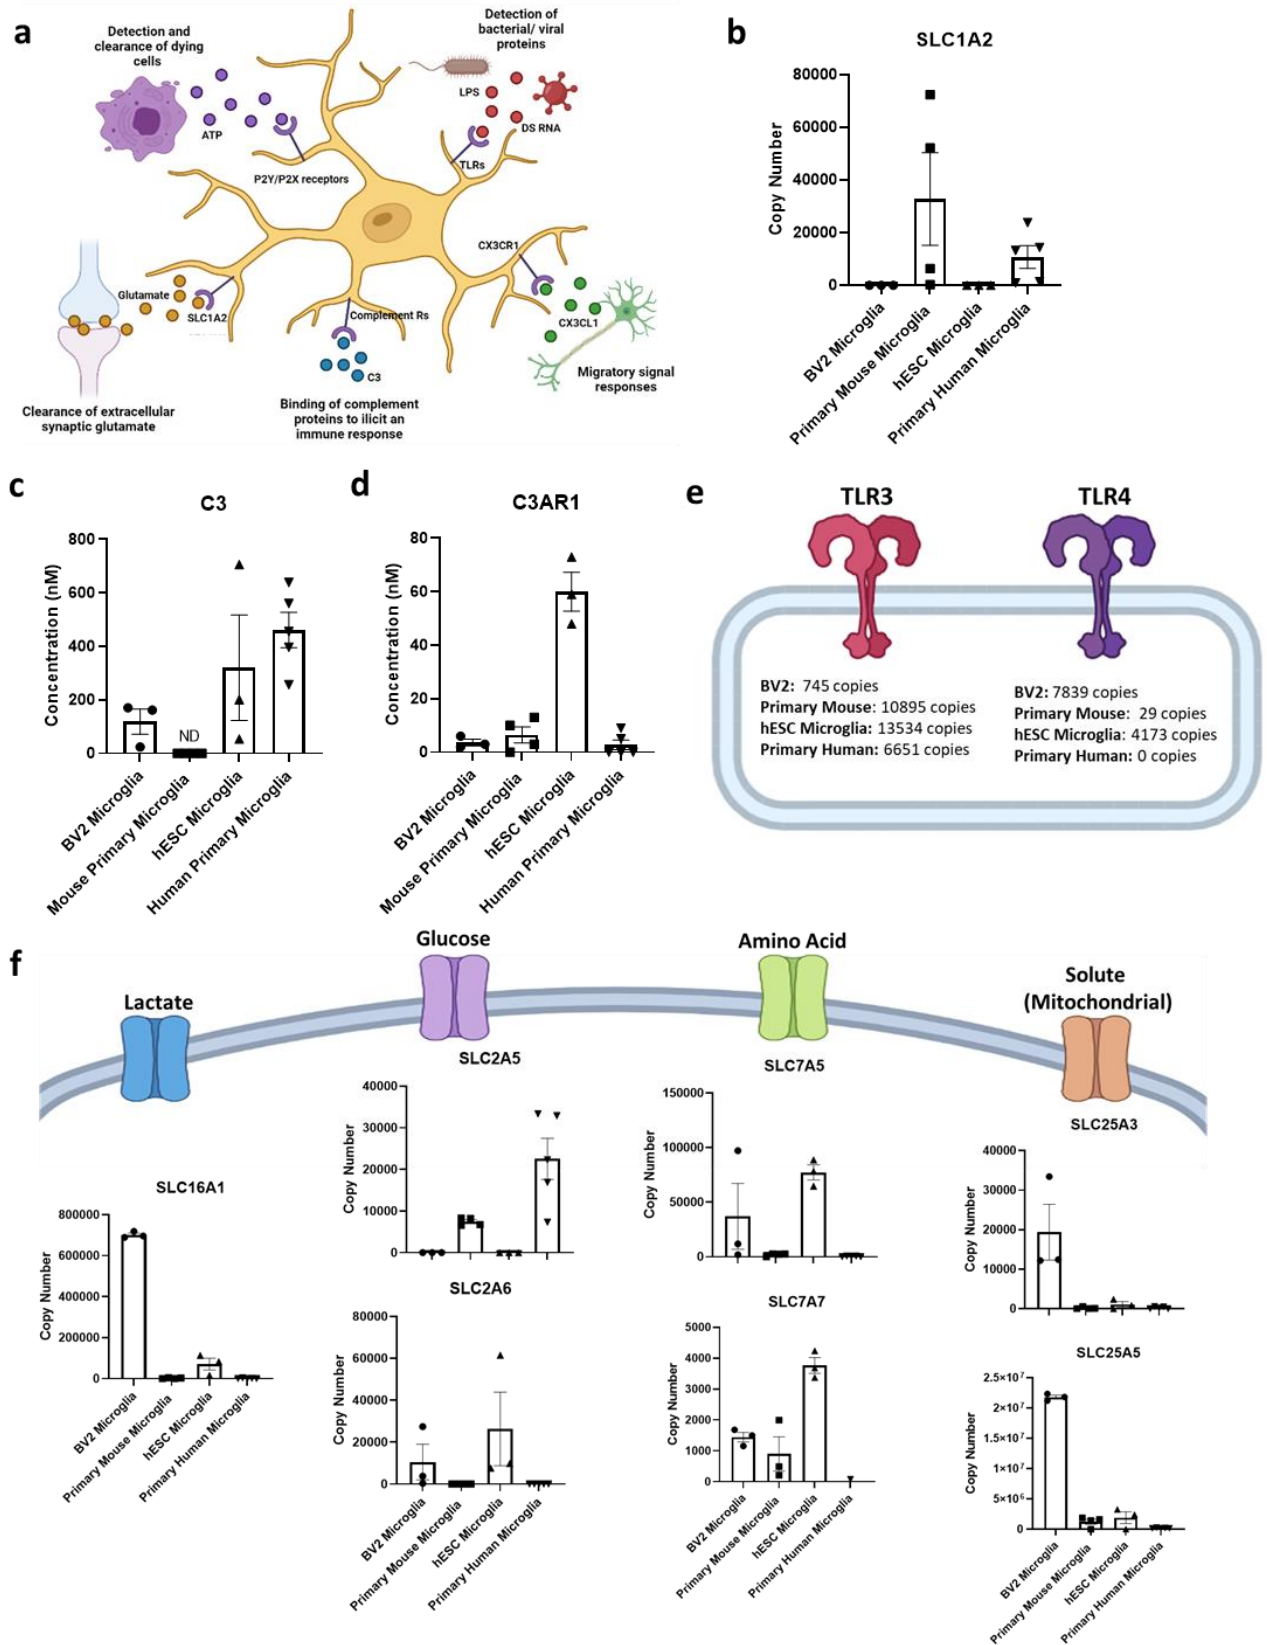 a
Detection and
clearance of dying
cells
ATP
P2Y/P2X receptors
Detection of
bacterial/ viral
proteins
LPS
DS RNA
TLRs
CX3CR1
CX3CL1
Migratory signal
responses
Glutamate
SLC1A2
Clearance of extracellular
synaptic glutamate
Complement Rs
C3
Binding of complement
proteins to ilicit an
immune response
b
SLC1A2
Copy Number
80000
60000
40000
20000
0
BV2 Microglia
Primary Mouse Microglia
hESC Microglia
Primary Human Microglia
c
C3
Concentration (nM)
800
600
400
200
0
ND
BV2 Microglia
Mouse Primary Microglia
hESC Microglia
Human Primary Microglia
d
C3AR1
Concentration (nM)
80
60
40
20
0
BV2 Microglia
Mouse Primary Microglia
hESC Microglia
Human Primary Microglia
e
TLR3
BV2: 745 copies
Primary Mouse: 10895 copies
hESC Microglia: 13534 copies
Primary Human: 6651 copies
TLR4
BV2: 7839 copies
Primary Mouse: 29 copies
hESC Microglia: 4173 copies
Primary Human: 0 copies
f
Lactate
Glucose
Amino Acid
Solute
(Mitochondrial)
SLC16A1
Copy Number
800000
600000
400000
200000
0
BV2 Microglia
Primary Mouse Microglia
hESC Microglia
Primary Human Microglia
SLC2A5
Copy Number
40000
30000
20000
10000
0
SLC2A6
Copy Number
80000
60000
40000
20000
0
BV2 Microglia
Primary Mouse Microglia
hESC Microglia
Primary Human Microglia
SLC7A5
Copy Number
150000
100000
50000
0
SLC7A7
Copy Number
5000
4000
3000
2000
1000
0
BV2 Microglia
Primary Mouse Microglia
hESC Microglia
Primary Human Microglia
SLC25A3
Copy Number
40000
30000
20000
10000
0
SLC25A5
Copy Number
2.5×10⁷
2×10⁷
1.5×10⁷
1×10⁷
5×10⁶
0
BV2 Microglia
Primary Mouse Microglia
hESC Microglia
Primary Human Microglia